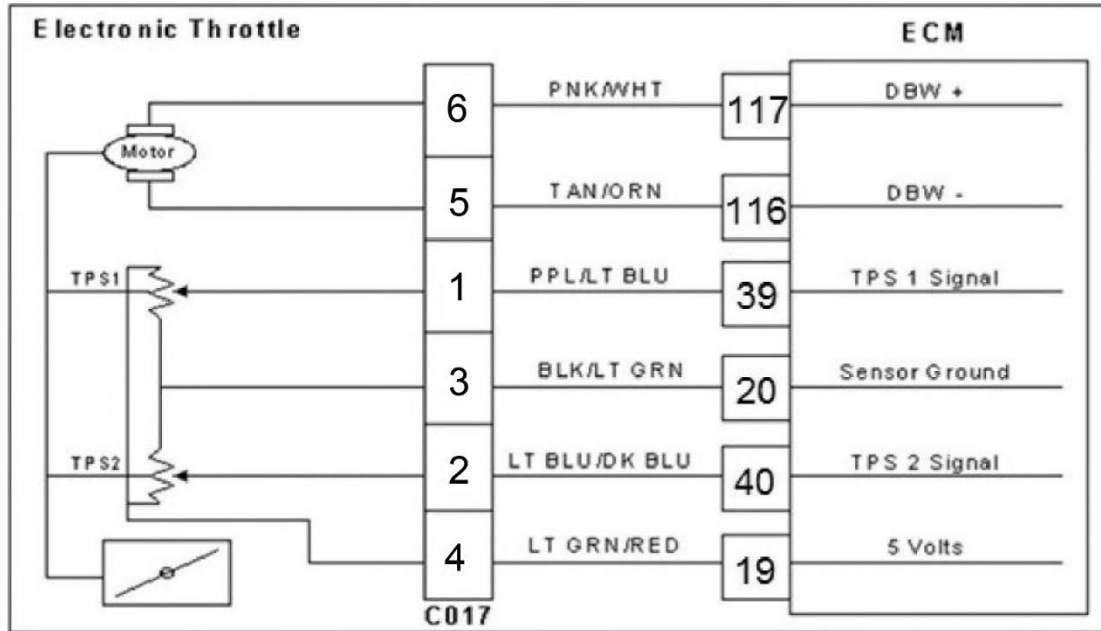 Electronic Throttle
ECM
6 PNK/WHT 117 DBW +
Motor
5 TAN/ORN 116 DBW -
TPS1 1 PPL/LT BLU 39 TPS 1 Signal
3 BLK/LT GRN 20 Sensor Ground
TPS2 2 LT BLU/DK BLU 40 TPS 2 Signal
4 LT GRN/RED 19 5 Volts
C017